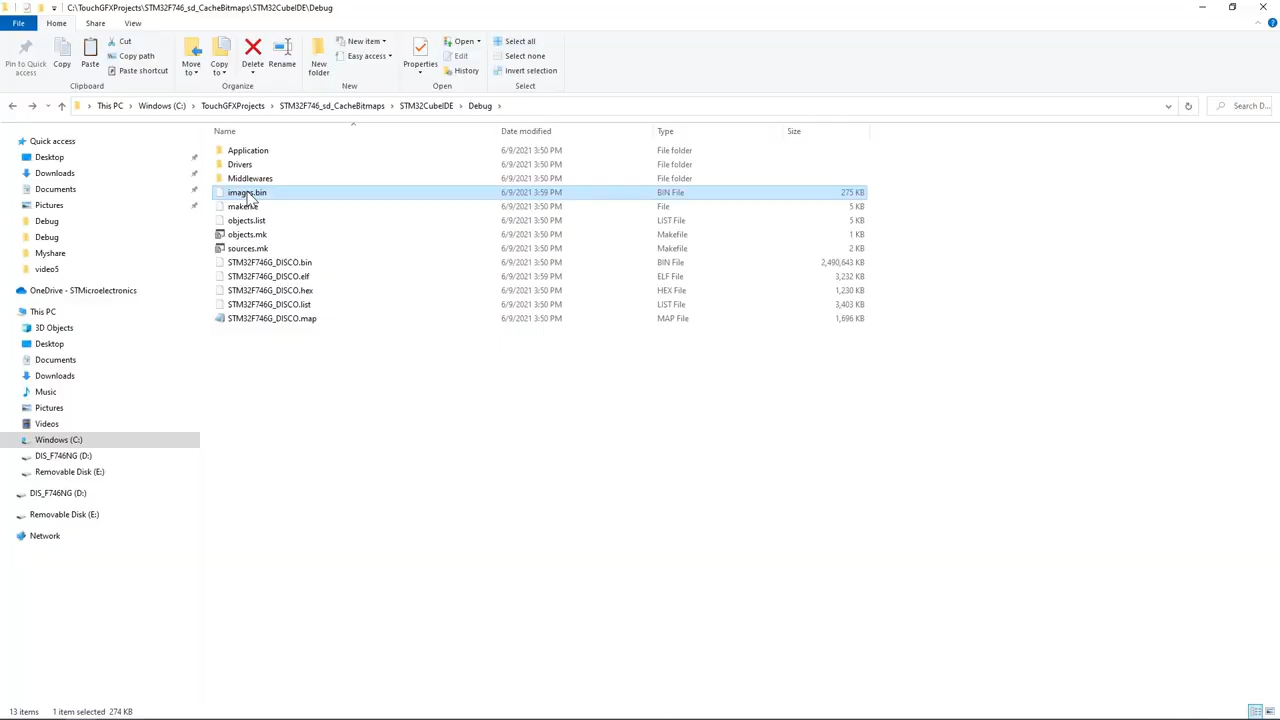 C:\TouchGFXProjects\STM32F746_sd_CacheBitmaps\STM32CubeIDE\Debug
File Home Share View
Pin to Quick access
Copy
Paste
Cut
Copy path
Paste shortcut
Clipboard
Move to
Copy to
Delete
Rename
Organize
New folder
New item
Easy access
New
Properties
Open
Edit
History
Open
Select all
Select none
Invert selection
Select
This PC > Windows (C:) > TouchGFXProjects > STM32F746_sd_CacheBitmaps > STM32CubeIDE > Debug >
Search D...
Quick access
Desktop
Downloads
Documents
Pictures
Debug
Debug
Myshare
video5
OneDrive - STMicroelectronics
This PC
3D Objects
Desktop
Documents
Downloads
Music
Pictures
Videos
Windows (C:)
DIS_F746NG (D:)
Removable Disk (E:)
DIS_F746NG (D:)
Removable Disk (E:)
Network
Name Date modified Type Size
Application 6/9/2021 3:50 PM File folder
Drivers 6/9/2021 3:50 PM File folder
Middlewares 6/9/2021 3:50 PM File folder
images.bin 6/9/2021 3:59 PM BIN File 275 KB
makefile 6/9/2021 3:50 PM File 5 KB
objects.list 6/9/2021 3:50 PM LIST File 5 KB
objects.mk 6/9/2021 3:50 PM Makefile 1 KB
sources.mk 6/9/2021 3:50 PM Makefile 2 KB
STM32F746G_DISCO.bin 6/9/2021 3:50 PM BIN File 2,490,643 KB
STM32F746G_DISCO.elf 6/9/2021 3:59 PM ELF File 3,232 KB
STM32F746G_DISCO.hex 6/9/2021 3:50 PM HEX File 1,230 KB
STM32F746G_DISCO.list 6/9/2021 3:50 PM LIST File 3,403 KB
STM32F746G_DISCO.map 6/9/2021 3:50 PM MAP File 1,696 KB
13 items 1 item selected 274 KB